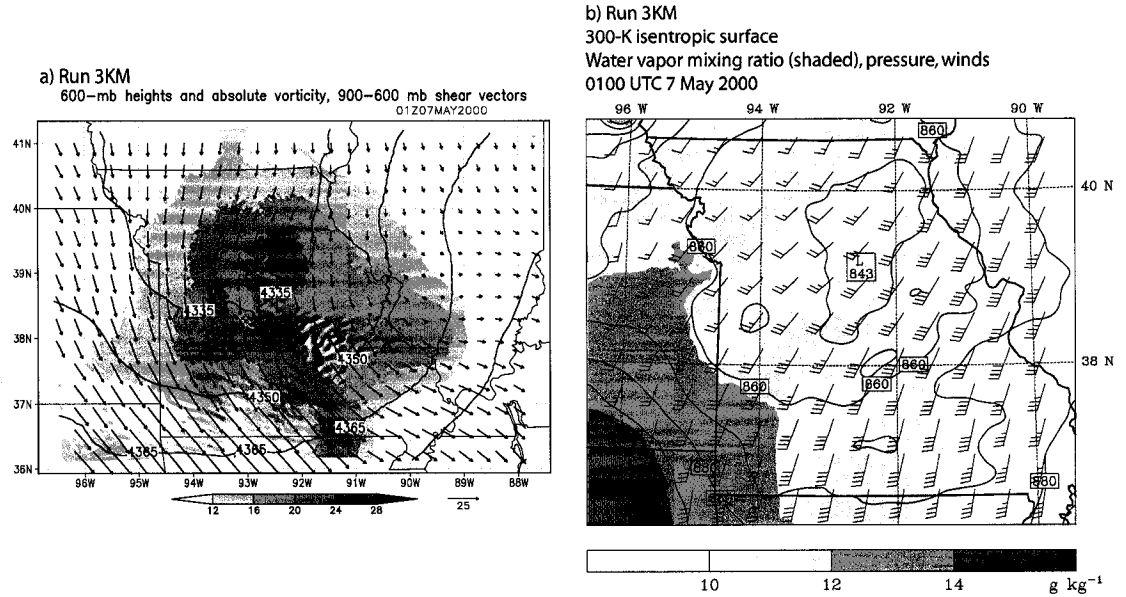 a) Run 3KM
600-mb heights and absolute vorticity, 900-600 mb shear vectors
01Z07MAY2000
41N
40N
39N
38N
37N
36N
4335
4335
4350
4350
4365
4365
4365
96W 95W 94W 93W 92W 91W 90W 89W 88W
12 16 20 24 28
25
b) Run 3KM
300-K isentropic surface
Water vapor mixing ratio (shaded), pressure, winds
0100 UTC 7 May 2000
96 W 94 W 92 W 90 W
860
40 N
860
L
843
38 N
860
860
860
880
880
10 12 14 g kg⁻¹